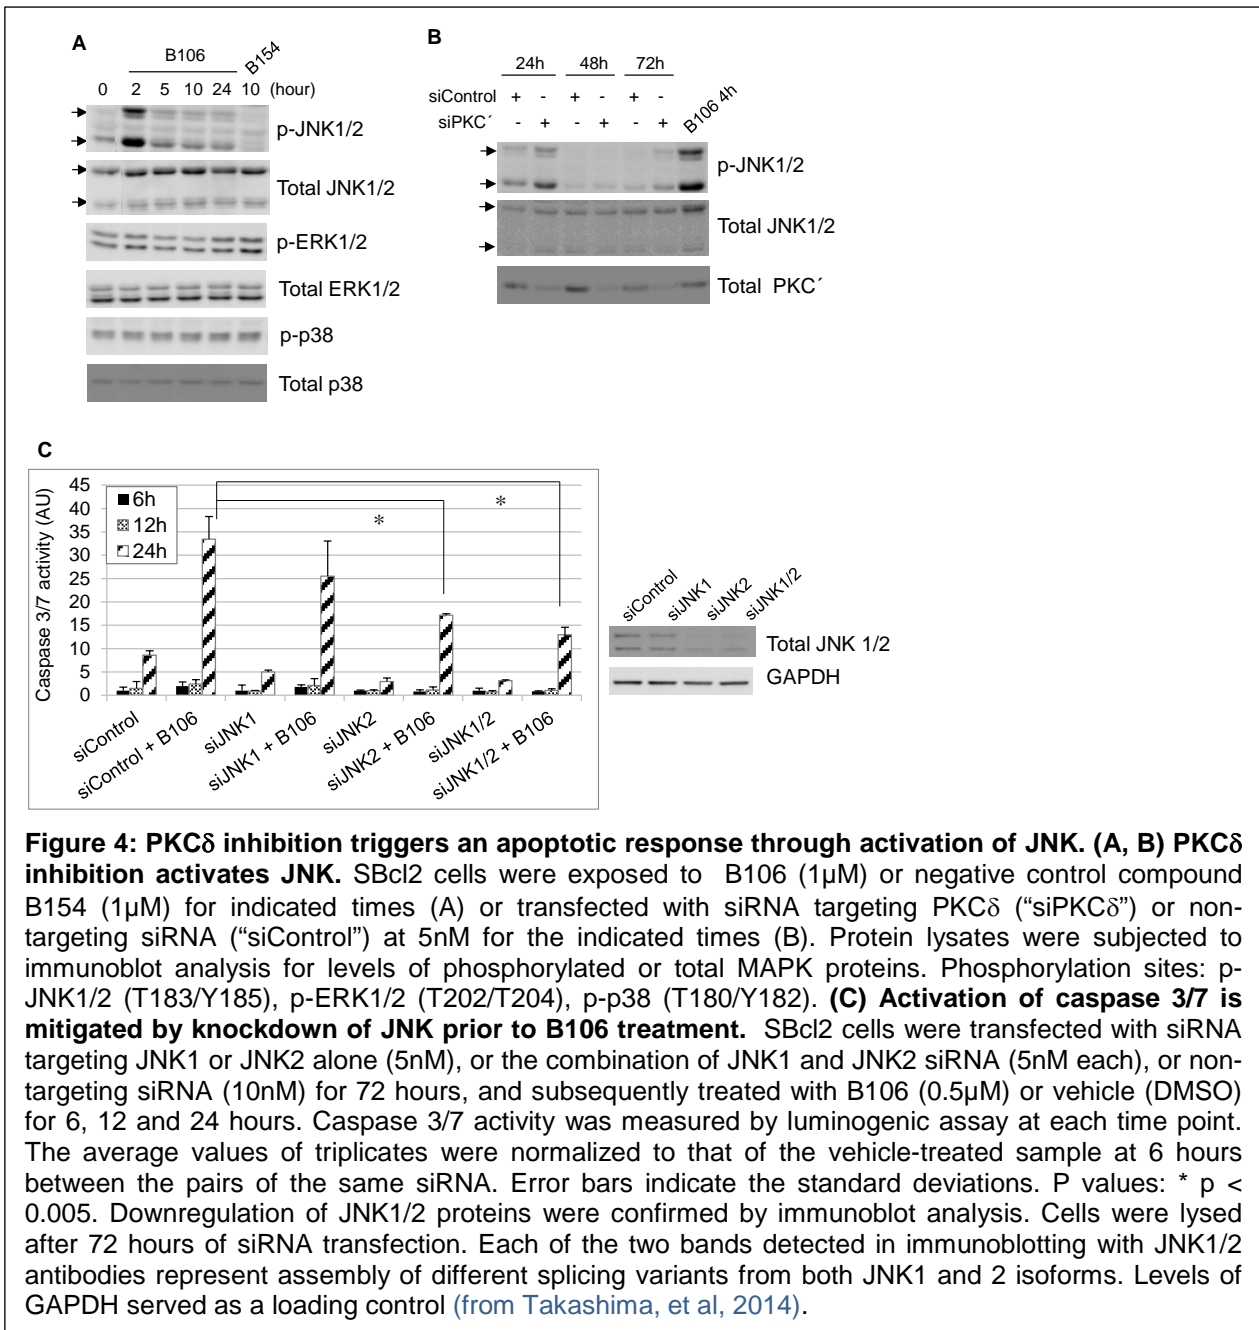 A
B106
B154
0 2 5 10 24 10 (hour)
p-JNK1/2
Total JNK1/2
p-ERK1/2
Total ERK1/2
p-p38
Total p38
B
24h 48h 72h
siControl + - + - + -
siPKC´ - + - + - +
B106 4h
p-JNK1/2
Total JNK1/2
Total PKC´
C
Caspase 3/7 activity (AU)
45
40
35
30
25
20
15
10
5
0
6h
12h
24h
*
*
siControl
siControl + B106
siJNK1
siJNK1 + B106
siJNK2
siJNK2 + B106
siJNK1/2
siJNK1/2 + B106
siControl
siJNK1
siJNK2
siJNK1/2
Total JNK 1/2
GAPDH
Figure 4: PKCδ inhibition triggers an apoptotic response through activation of JNK. (A, B) PKCδ
inhibition activates JNK. SBcl2 cells were exposed to B106 (1µM) or negative control compound
B154 (1µM) for indicated times (A) or transfected with siRNA targeting PKCδ (“siPKCδ”) or non-
targeting siRNA (“siControl”) at 5nM for the indicated times (B). Protein lysates were subjected to
immunoblot analysis for levels of phosphorylated or total MAPK proteins. Phosphorylation sites: p-
JNK1/2 (T183/Y185), p-ERK1/2 (T202/T204), p-p38 (T180/Y182). (C) Activation of caspase 3/7 is
mitigated by knockdown of JNK prior to B106 treatment. SBcl2 cells were transfected with siRNA
targeting JNK1 or JNK2 alone (5nM), or the combination of JNK1 and JNK2 siRNA (5nM each), or non-
targeting siRNA (10nM) for 72 hours, and subsequently treated with B106 (0.5µM) or vehicle (DMSO)
for 6, 12 and 24 hours. Caspase 3/7 activity was measured by luminogenic assay at each time point.
The average values of triplicates were normalized to that of the vehicle-treated sample at 6 hours
between the pairs of the same siRNA. Error bars indicate the standard deviations. P values: * p <
0.005. Downregulation of JNK1/2 proteins were confirmed by immunoblot analysis. Cells were lysed
after 72 hours of siRNA transfection. Each of the two bands detected in immunoblotting with JNK1/2
antibodies represent assembly of different splicing variants from both JNK1 and 2 isoforms. Levels of
GAPDH served as a loading control (from Takashima, et al, 2014).